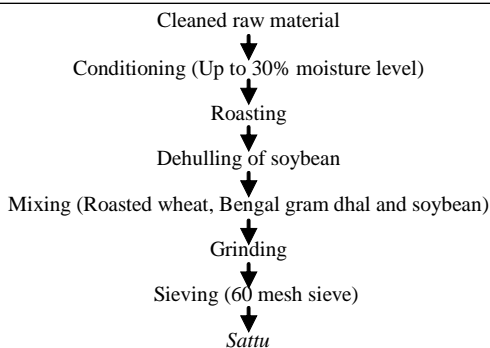 Cleaned raw material
Conditioning (Up to 30% moisture level)
Roasting
Dehulling of soybean
Mixing (Roasted wheat, Bengal gram dhal and soybean)
Grinding
Sieving (60 mesh sieve)
Sattu